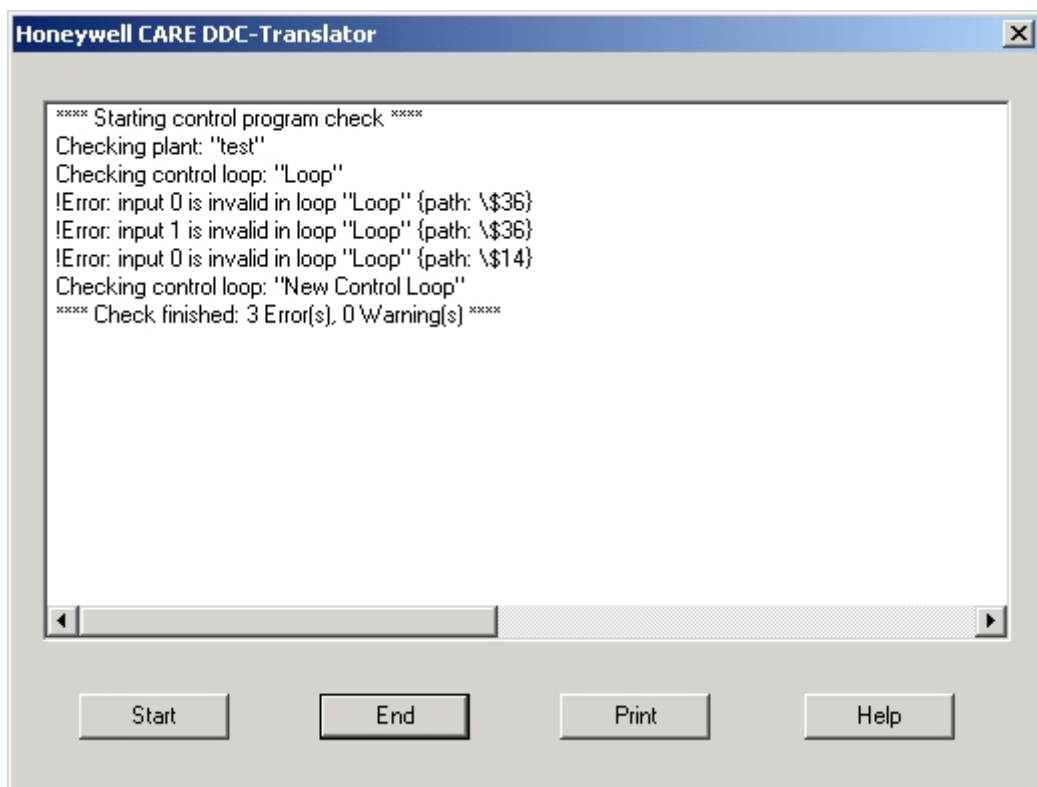 Honeywell CARE DDC-Translator
**** Starting control program check ****
Checking plant: "test"
Checking control loop: "Loop"
!Error: input 0 is invalid in loop "Loop" {path: \$36}
!Error: input 1 is invalid in loop "Loop" {path: \$36}
!Error: input 0 is invalid in loop "Loop" {path: \$14}
Checking control loop: "New Control Loop"
**** Check finished: 3 Error(s), 0 Warning(s) ****
Start End Print Help